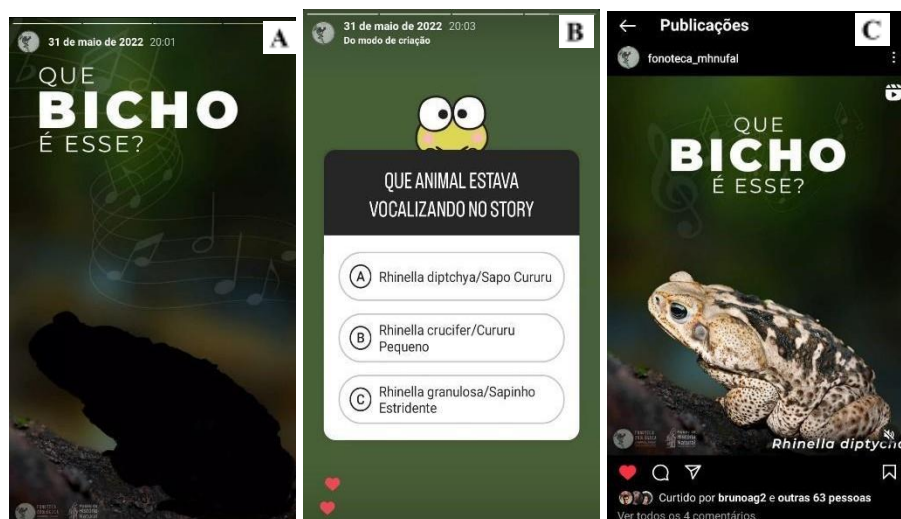 31 de maio de 2022 20:01
A
QUE
BICHO
É ESSE?
31 de maio de 2022 20:03
Do modo de criação
B
QUE ANIMAL ESTAVA
VOCALIZANDO NO STORY
A Rhinella diptchya/Sapo Cururu
B Rhinella crucifer/Cururu
Pequeno
C Rhinella granulosa/Sapinho
Estridente
Publicações
C
fonoteca_mhnufal
QUE
BICHO
É ESSE?
História
Natural
Rhinella diptycha
Curtido por brunoag2 e outras 63 pessoas
Ver todos os 4 comentários